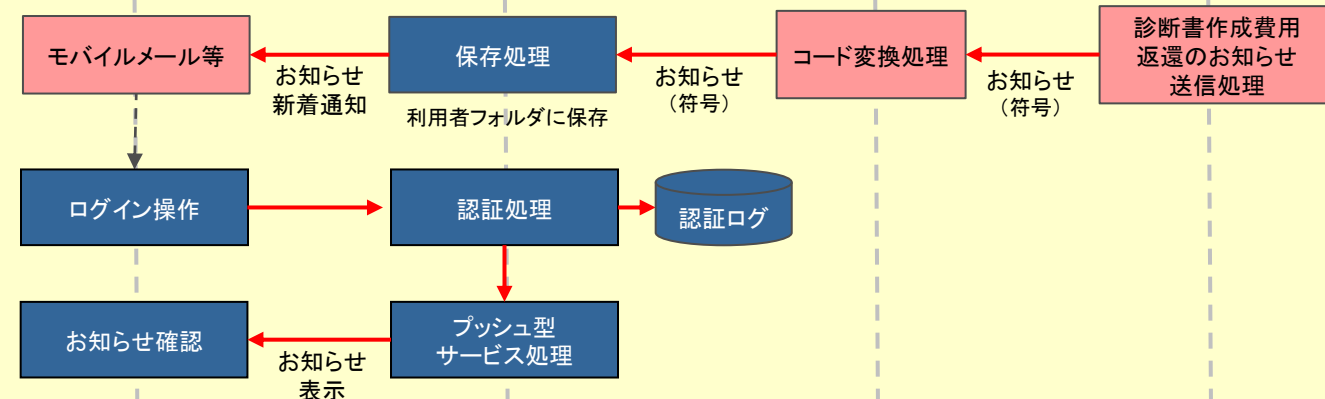 モバイルメール等
お知らせ
新着通知
保存処理
利用者フォルダに保存
お知らせ
（符号）
コード変換処理
お知らせ
（符号）
診断書作成費用
返還のお知らせ
送信処理
ログイン操作
認証処理
認証ログ
お知らせ確認
お知らせ
表示
プッシュ型
サービス処理